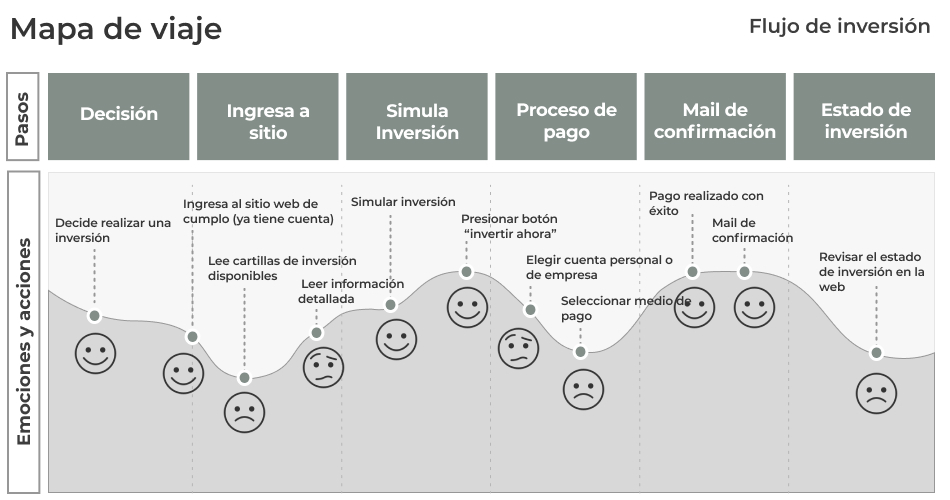 Mapa de viaje
Flujo de inversión
Pasos
Decisión
Ingresa a
sitio
Simula
Inversión
Proceso de
pago
Mail de
confirmación
Estado de
inversión
Emociones y acciones
Decide realizar una
inversión
Ingresa al sitio web de
cumplo (ya tiene cuenta)
Lee cartillas de inversión
disponibles
Leer información
detallada
Simular inversión
Presionar botón
“invertir ahora”
Elegir cuenta personal o
de empresa
Seleccionar medio de
pago
Pago realizado con
éxito
Mail de
confirmación
Revisar el estado
de inversión en la
web